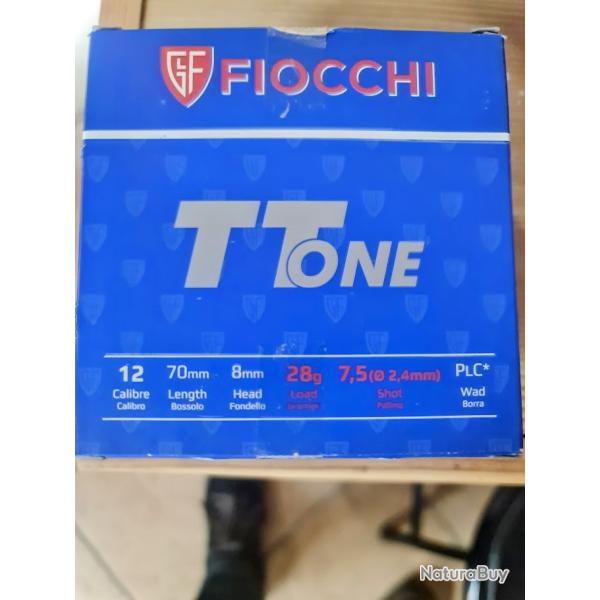 GFL
FIOCCHI
TT ONE
12 70mm 8mm 28g 7,5 (Ø 2,4mm) PLC*
Calibre Length Head Load Shot Wad
Calibro Bossolo Fondello Pallino Borra
NaturaBuy